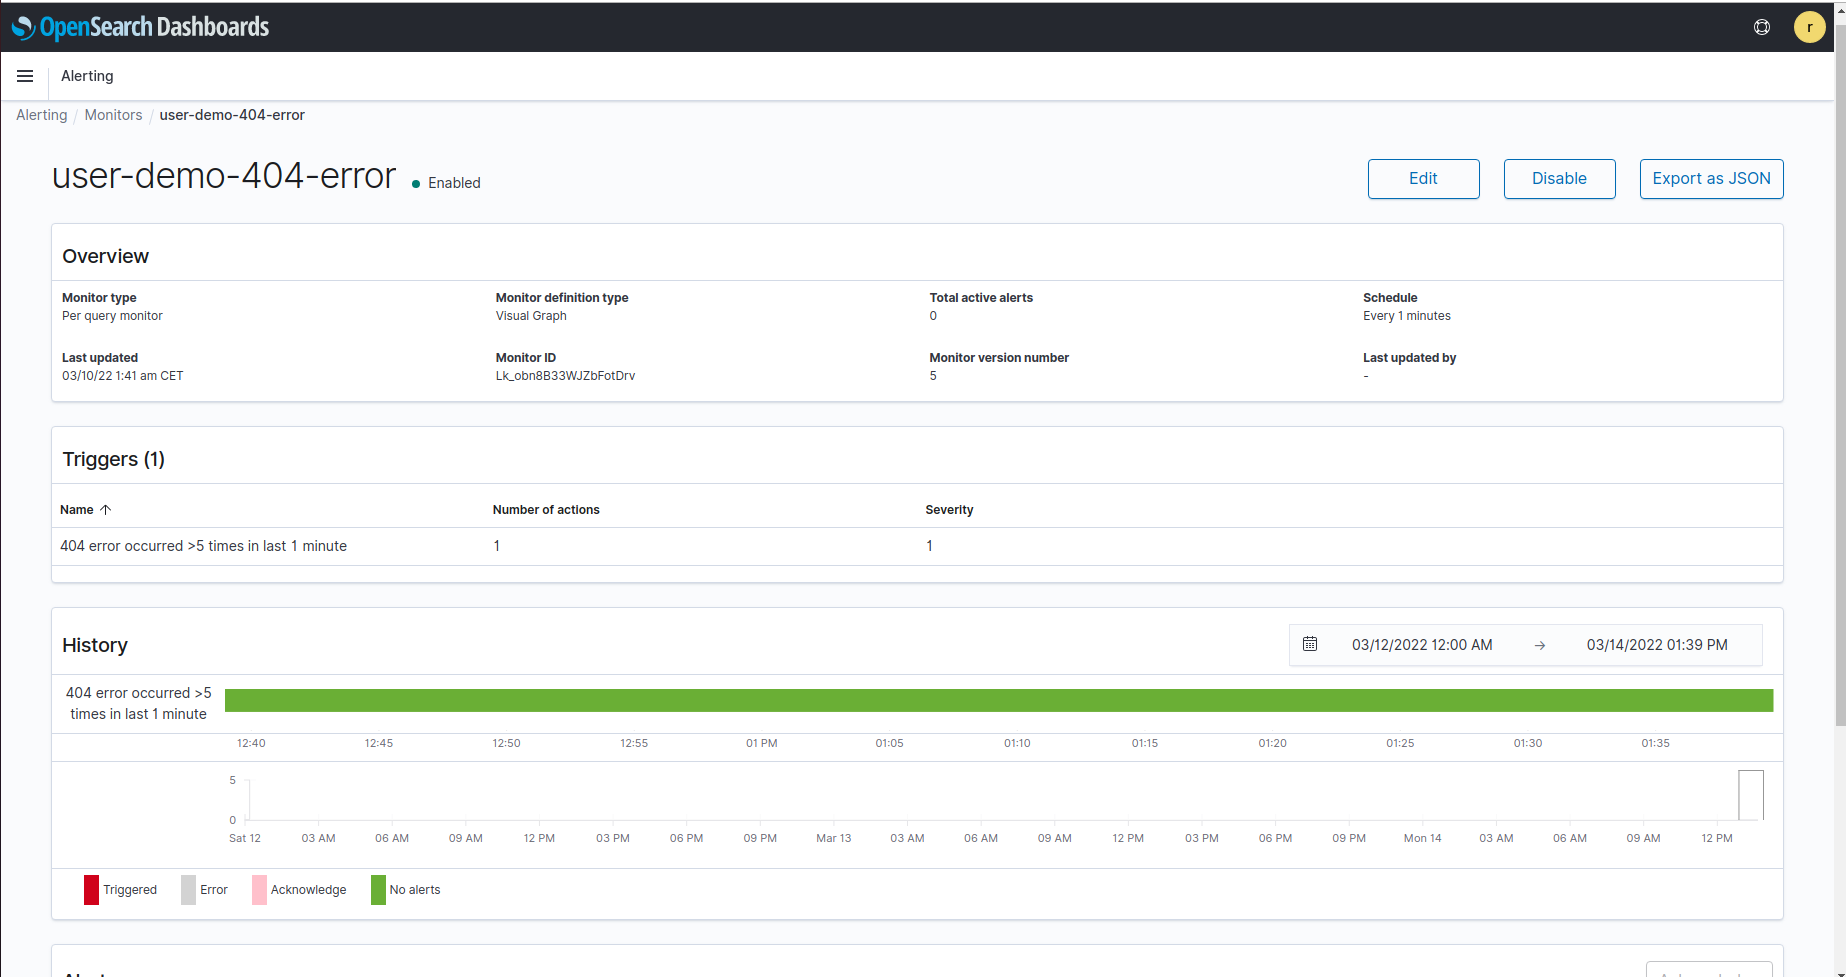 OpenSearch Dashboards
r
Alerting
Alerting / Monitors / user-demo-404-error
user-demo-404-error Enabled
Edit Disable Export as JSON
Overview
Monitor type Monitor definition type Total active alerts Schedule
Per query monitor Visual Graph 0 Every 1 minutes
Last updated Monitor ID Monitor version number Last updated by
03/10/22 1:41 am CET Lk_obn8B33WJZbFotDrv 5 -
Triggers (1)
Name Number of actions Severity
404 error occurred >5 times in last 1 minute 1 1
History 03/12/2022 12:00 AM → 03/14/2022 01:39 PM
404 error occurred >5
times in last 1 minute
12:40 12:45 12:50 12:55 01 PM 01:05 01:10 01:15 01:20 01:25 01:30 01:35
5
0
Sat 12 03 AM 06 AM 09 AM 12 PM 03 PM 06 PM 09 PM Mar 13 03 AM 06 AM 09 AM 12 PM 03 PM 06 PM 09 PM Mon 14 03 AM 06 AM 09 AM 12 PM
Triggered Error Acknowledge No alerts